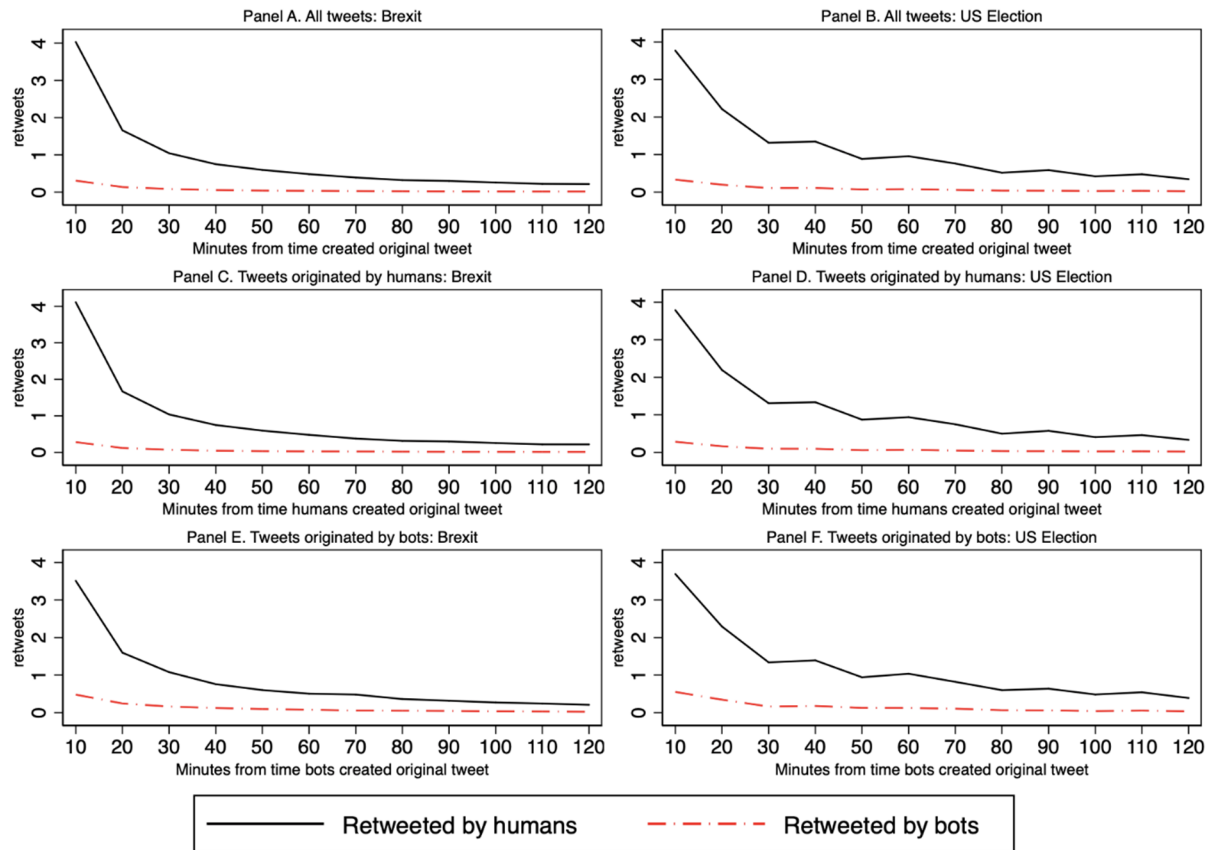 Panel A. All tweets: Brexit
retweets
4
3
2
1
0
10 20 30 40 50 60 70 80 90 100 110 120
Minutes from time created original tweet
Panel B. All tweets: US Election
retweets
4
3
2
1
0
10 20 30 40 50 60 70 80 90 100 110 120
Minutes from time created original tweet
Panel C. Tweets originated by humans: Brexit
retweets
4
3
2
1
0
10 20 30 40 50 60 70 80 90 100 110 120
Minutes from time humans created original tweet
Panel D. Tweets originated by humans: US Election
retweets
4
3
2
1
0
10 20 30 40 50 60 70 80 90 100 110 120
Minutes from time humans created original tweet
Panel E. Tweets originated by bots: Brexit
retweets
4
3
2
1
0
10 20 30 40 50 60 70 80 90 100 110 120
Minutes from time bots created original tweet
Panel F. Tweets originated by bots: US Election
retweets
4
3
2
1
0
10 20 30 40 50 60 70 80 90 100 110 120
Minutes from time bots created original tweet
Retweeted by humans
Retweeted by bots